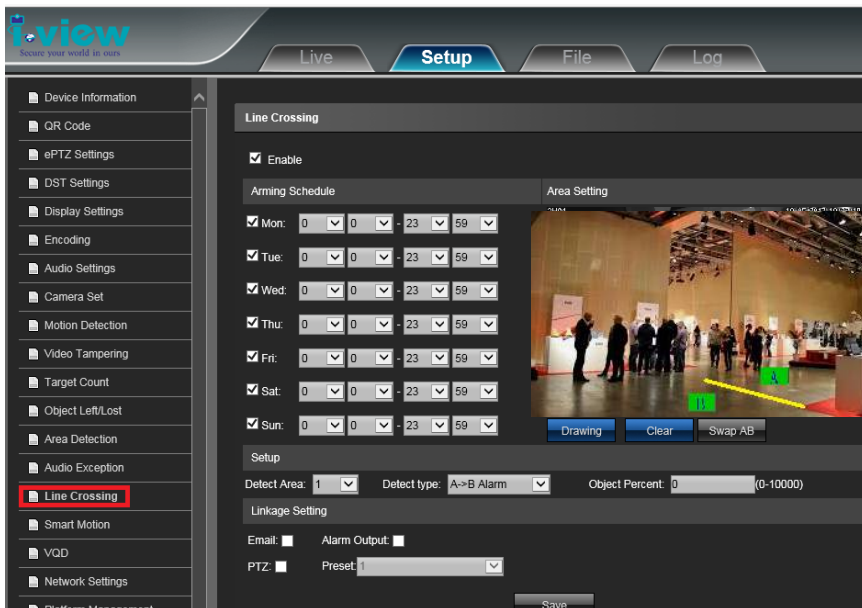 i-view
Secure your world in ours
Live
Setup
File
Log
Device Information
QR Code
ePTZ Settings
DST Settings
Display Settings
Encoding
Audio Settings
Camera Set
Motion Detection
Video Tampering
Target Count
Object Left/Lost
Area Detection
Audio Exception
Line Crossing
Smart Motion
VQD
Network Settings
Platform Management
Line Crossing
Enable
Arming Schedule
Area Setting
Mon: 0 0 - 23 59
Tue: 0 0 - 23 59
Wed: 0 0 - 23 59
Thu: 0 0 - 23 59
Fri: 0 0 - 23 59
Sat: 0 0 - 23 59
Sun: 0 0 - 23 59
A
B
Drawing Clear Swap AB
Setup
Detect Area: 1 Detect type: A->B Alarm Object Percent: 0 (0-10000)
Linkage Setting
Email: Alarm Output:
PTZ: Preset: 1
Save